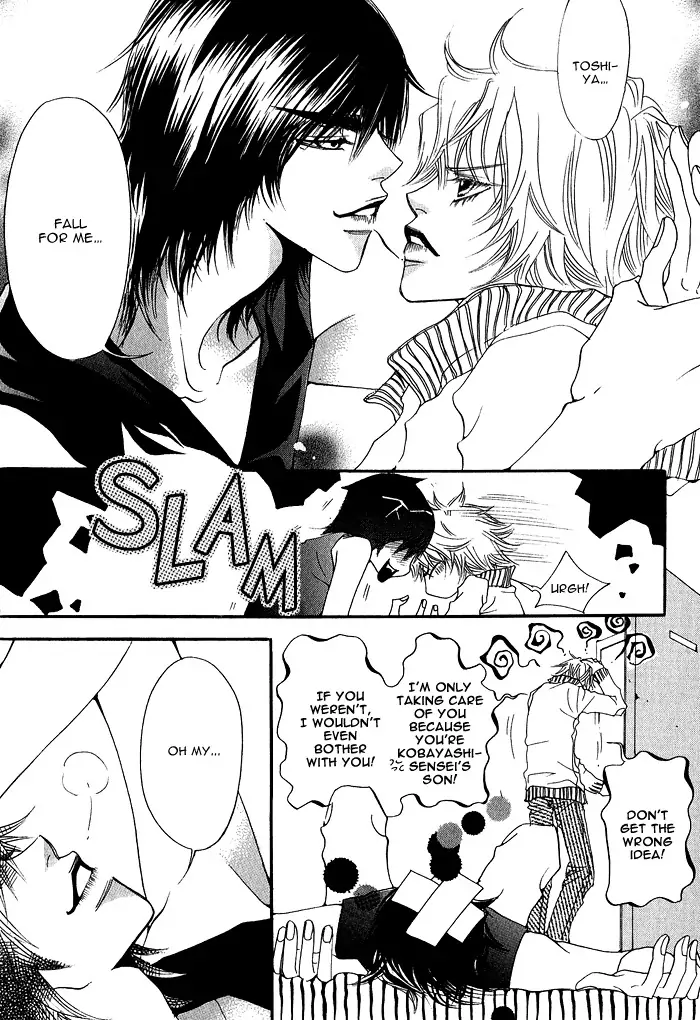 TOSHI-
YA...
FALL
FOR ME...
SLAM
URGH!
I'M ONLY
TAKING CARE
OF YOU
BECAUSE
YOU'RE
KOBAYASHI-
SENSEI'S
SON!
IF YOU
WEREN'T,
I WOULDN'T
EVEN
BOTHER
WITH YOU!
DON'T
GET THE
WRONG
IDEA!
OH MY...